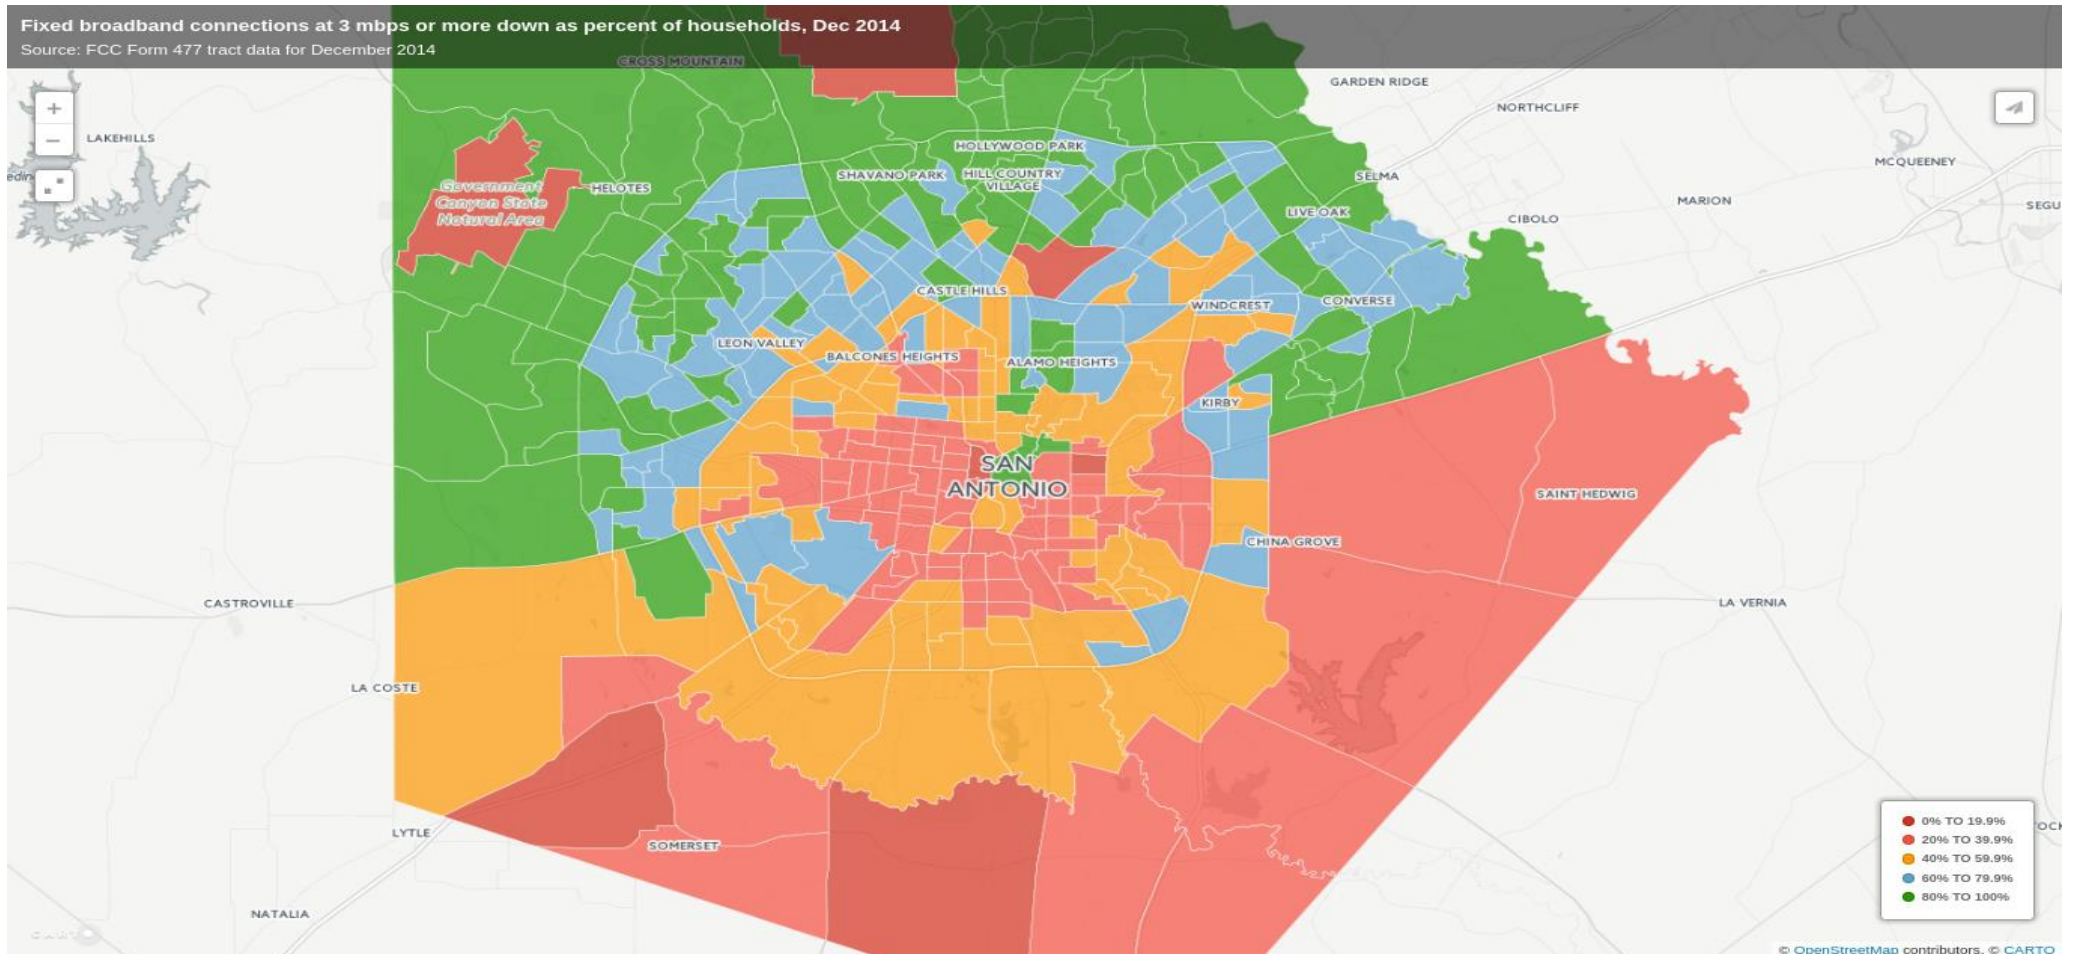 Fixed broadband connections at 3 mbps or more down as percent of households, Dec 2014
Source: FCC Form 477 tract data for December 2014
CROSS MOUNTAIN
GARDEN RIDGE
NORTHCLIFF
+
−
LAKEHILLS
HOLLYWOOD PARK
MCQUEENEY
SHAVANO PARK
HILL COUNTRY
VILLAGE
SELMA
HELOTES
Government
Canyon State
Natural Area
MARION
LIVE OAK
CIBOLO
CASTLE HILLS
WINDCREST
CONVERSE
LEON VALLEY
BALCONES HEIGHTS
ALAMO HEIGHTS
KIRBY
SAN
ANTONIO
SAINT HEDWIG
CHINA GROVE
CASTROVILLE
LA VERNIA
LA COSTE
LYTLE
SOMERSET
NATALIA
0% TO 19.9%
20% TO 39.9%
40% TO 59.9%
60% TO 79.9%
80% TO 100%
CARTO
© OpenStreetMap contributors, © CARTO